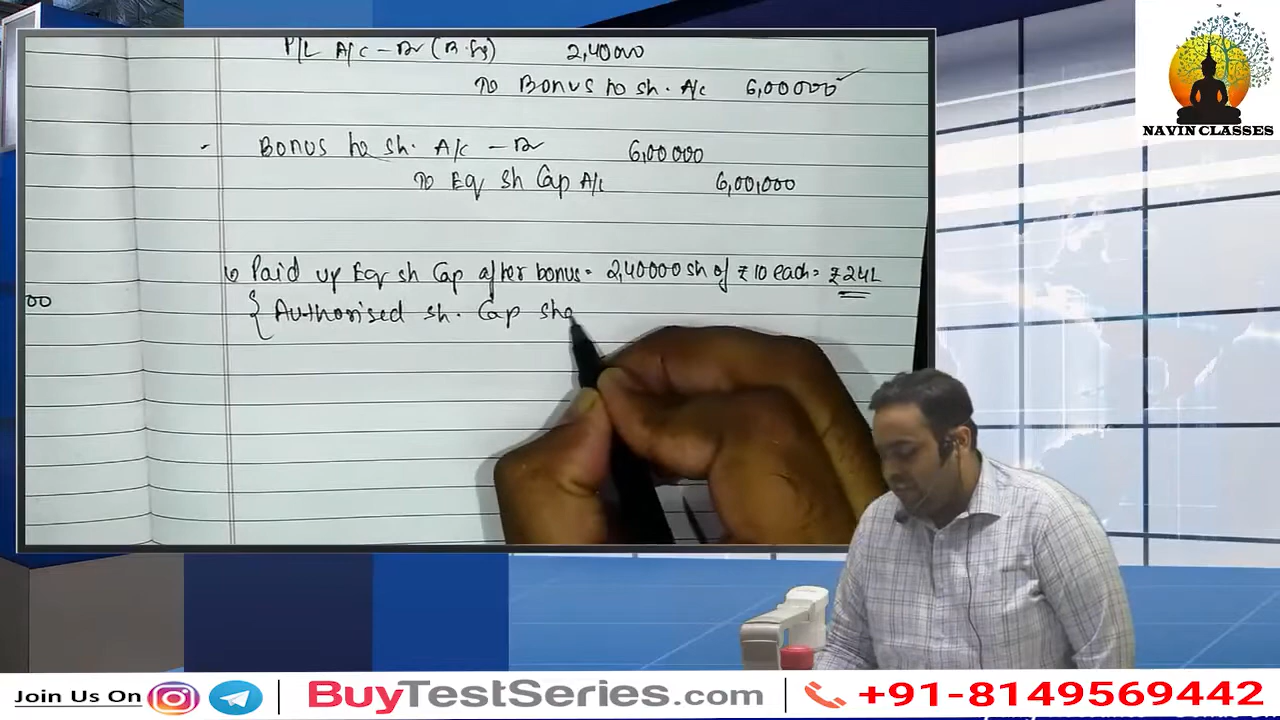 P/L A/c - Dr (B.fig) 2,40000
To Bonus to sh. A/c 6,00000
- Bonus to sh. A/c - Dr 6,00000
To Eq sh Cap A/c 6,00,000
Paid up Eq sh Cap after bonus = 2,40000 sh of ₹10 each = ₹24L
00
{ Authorised sh. Cap sho
NAVIN CLASSES
Join Us On
BuyTestSeries.com
+91-8149569442